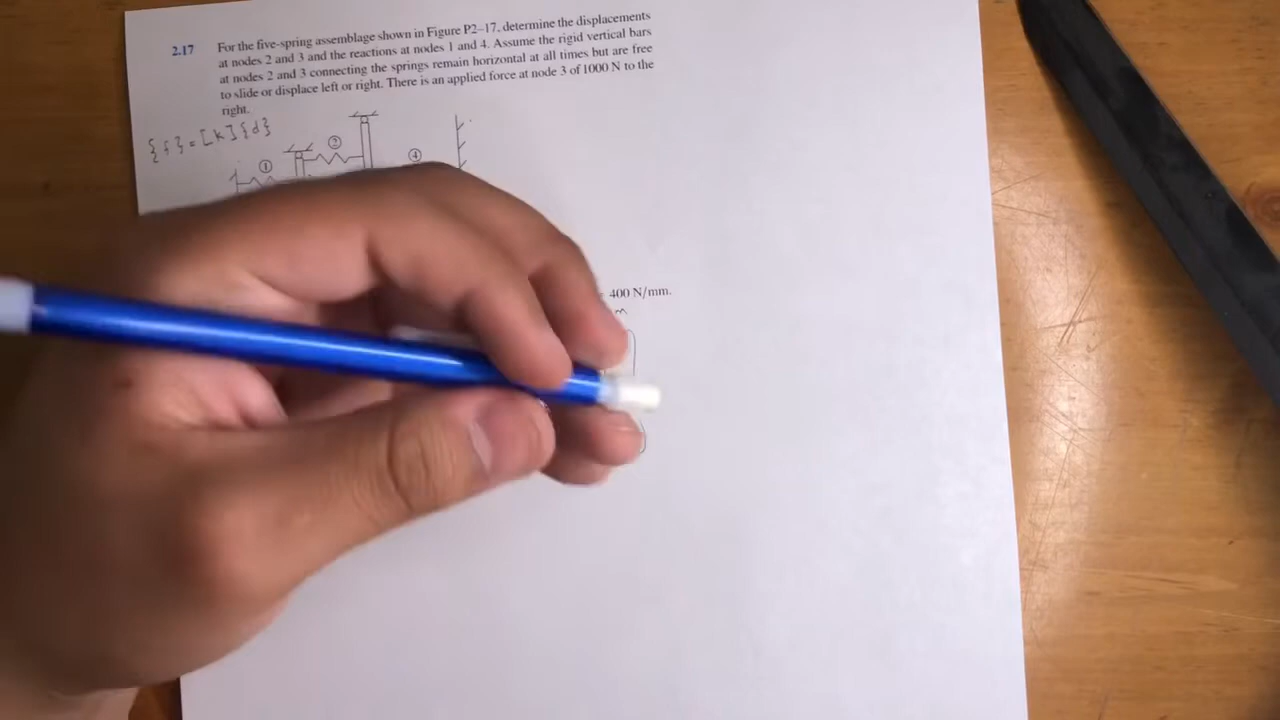 2.17 For the five-spring assemblage shown in Figure P2–17, determine the displacements
at nodes 2 and 3 and the reactions at nodes 1 and 4. Assume the rigid vertical bars
at nodes 2 and 3 connecting the springs remain horizontal at all times but are free
to slide or displace left or right. There is an applied force at node 3 of 1000 N to the
right.
{f} = [k]{d}
②
①
④
400 N/mm.